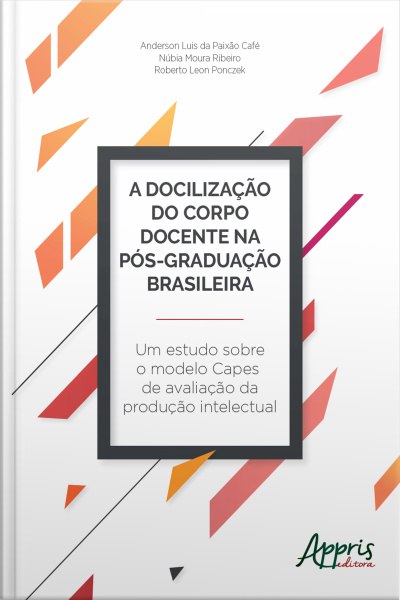 Anderson Luis da Paixão Café
Núbia Moura Ribeiro
Roberto Leon Ponczek
A DOCILIZAÇÃO
DO CORPO
DOCENTE NA
PÓS-GRADUAÇÃO
BRASILEIRA
Um estudo sobre
o modelo Capes
de avaliação da
produção intelectual
Appris
editora